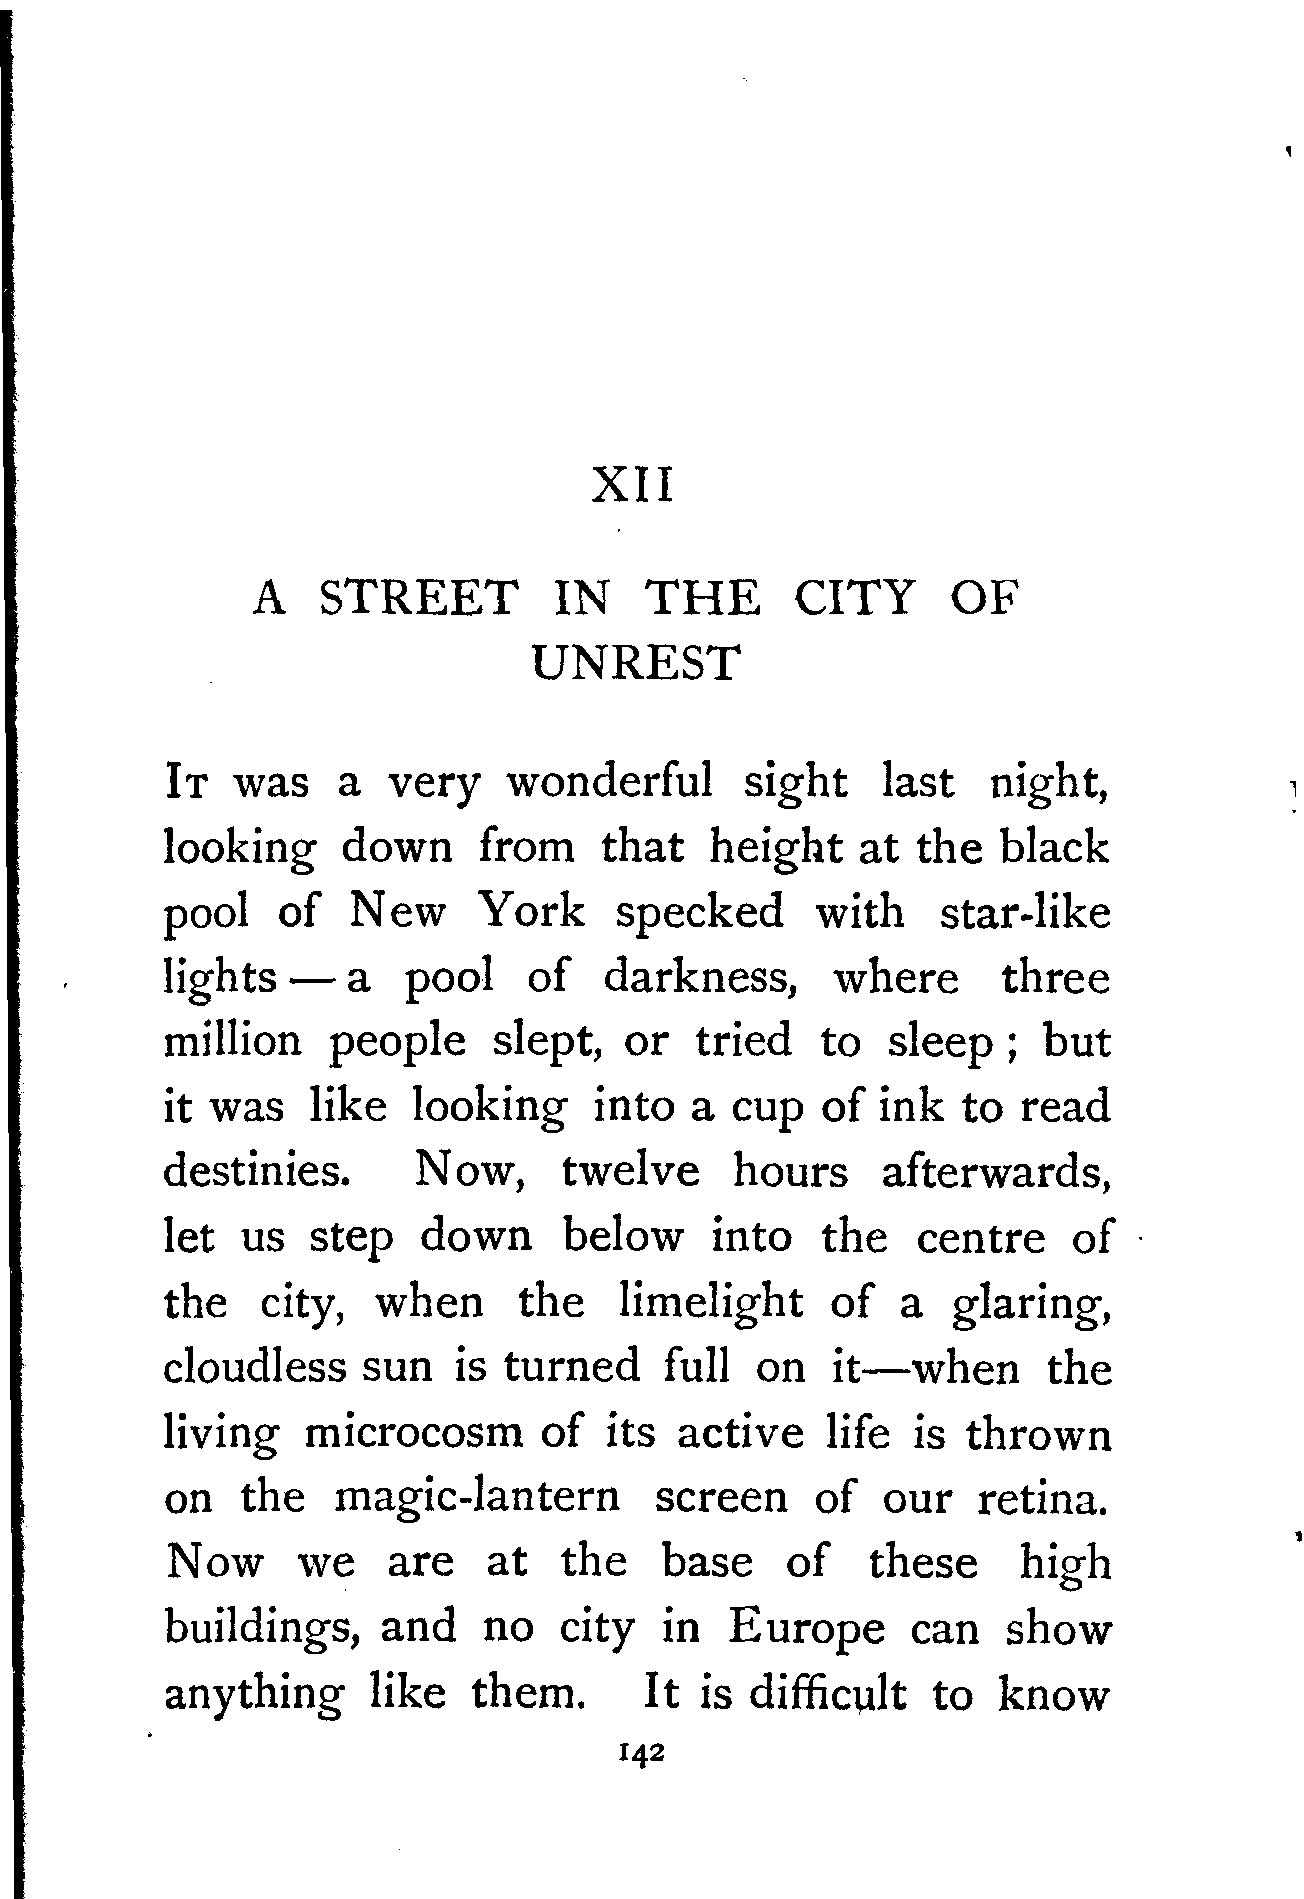 XII
A STREET IN THE CITY OF
UNREST
IT was a very wonderful sight last night,
looking down from that height at the black
pool of New York specked with star-like
lights — a pool of darkness, where three
million people slept, or tried to sleep ; but
it was like looking into a cup of ink to read
destinies. Now, twelve hours afterwards,
let us step down below into the centre of
the city, when the limelight of a glaring,
cloudless sun is turned full on it—when the
living microcosm of its active life is thrown
on the magic-lantern screen of our retina.
Now we are at the base of these high
buildings, and no city in Europe can show
anything like them. It is difficult to know
142